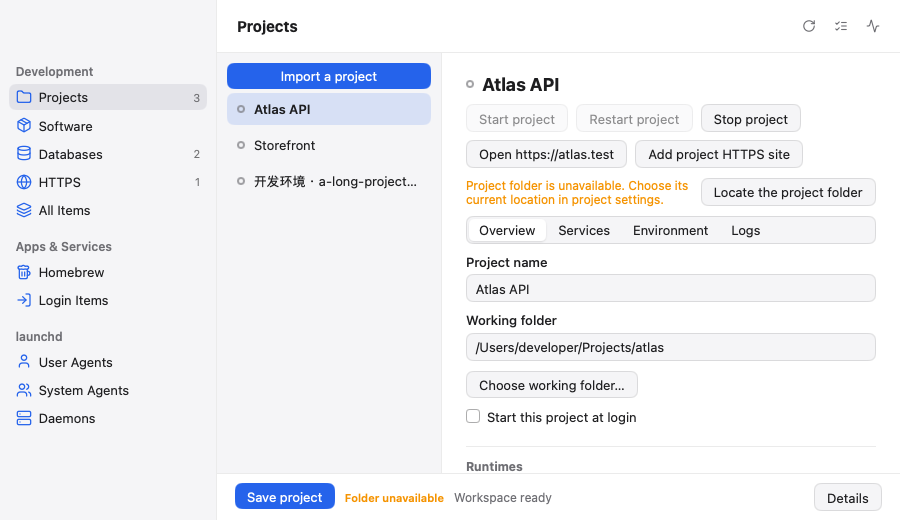 Projects
Development
Projects 3
Software
Databases 2
HTTPS 1
All Items
Apps & Services
Homebrew
Login Items
launchd
User Agents
System Agents
Daemons
Import a project
Atlas API
Storefront
开发环境 · a-long-project...
Atlas API
Start project Restart project Stop project
Open https://atlas.test Add project HTTPS site
Project folder is unavailable. Choose its
current location in project settings.
Locate the project folder
Overview Services Environment Logs
Project name
Atlas API
Working folder
/Users/developer/Projects/atlas
Choose working folder...
Start this project at login
Runtimes
Save project Folder unavailable Workspace ready Details